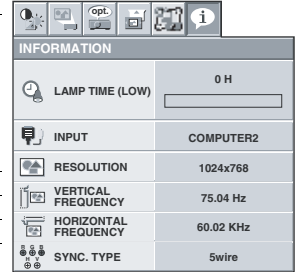 opt.
i
INFORMATION
LAMP TIME (LOW)
0 H
INPUT
COMPUTER2
RESOLUTION
1024x768
VERTICAL
FREQUENCY
75.04 Hz
HORIZONTAL
FREQUENCY
60.02 KHz
H V
SYNC. TYPE
5wire